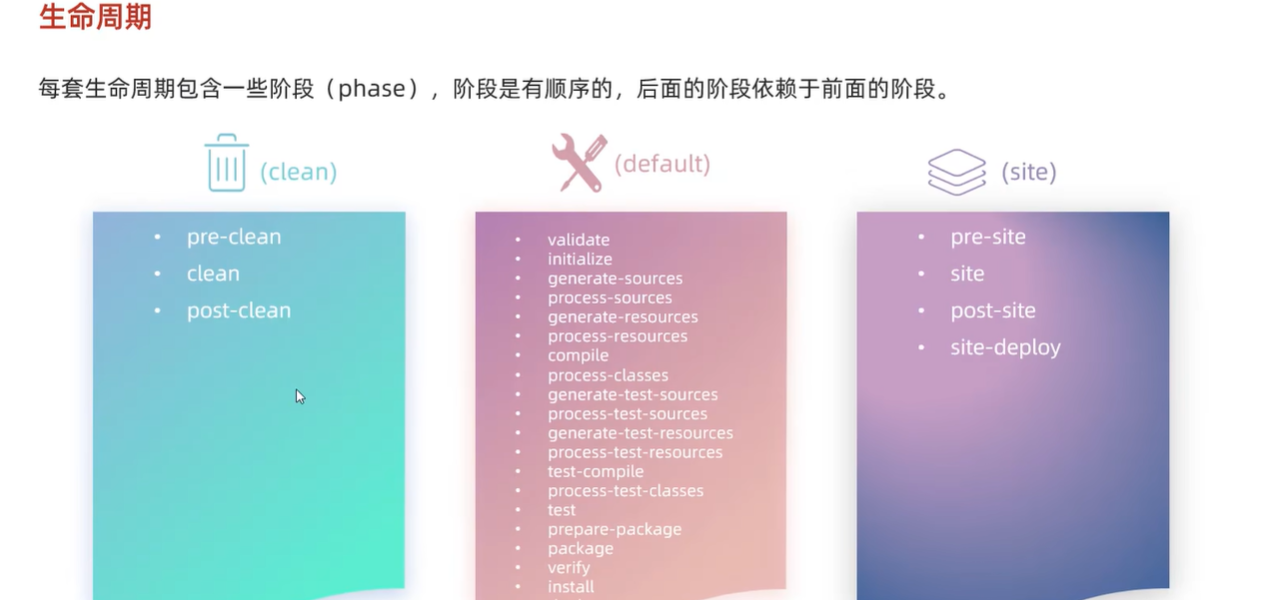 生命周期
每套生命周期包含一些阶段（phase），阶段是有顺序的，后面的阶段依赖于前面的阶段。
(clean)
• pre-clean
• clean
• post-clean
(default)
• validate
• initialize
• generate-sources
• process-sources
• generate-resources
• process-resources
• compile
• process-classes
• generate-test-sources
• process-test-sources
• generate-test-resources
• process-test-resources
• test-compile
• process-test-classes
• test
• prepare-package
• package
• verify
• install
(site)
• pre-site
• site
• post-site
• site-deploy